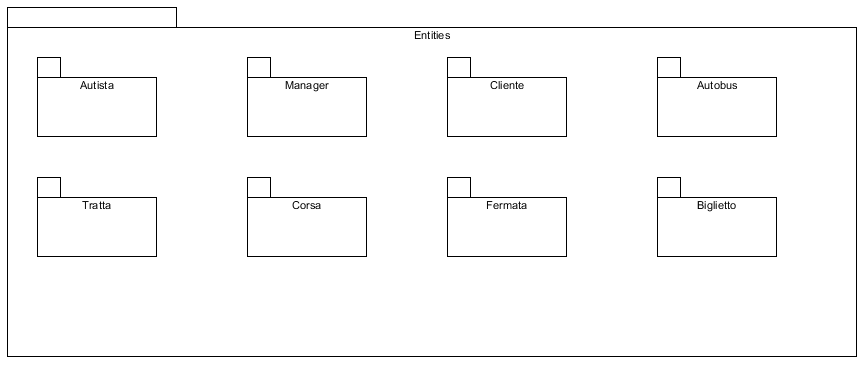 Entities
Autista
Manager
Cliente
Autobus
Tratta
Corsa
Fermata
Biglietto